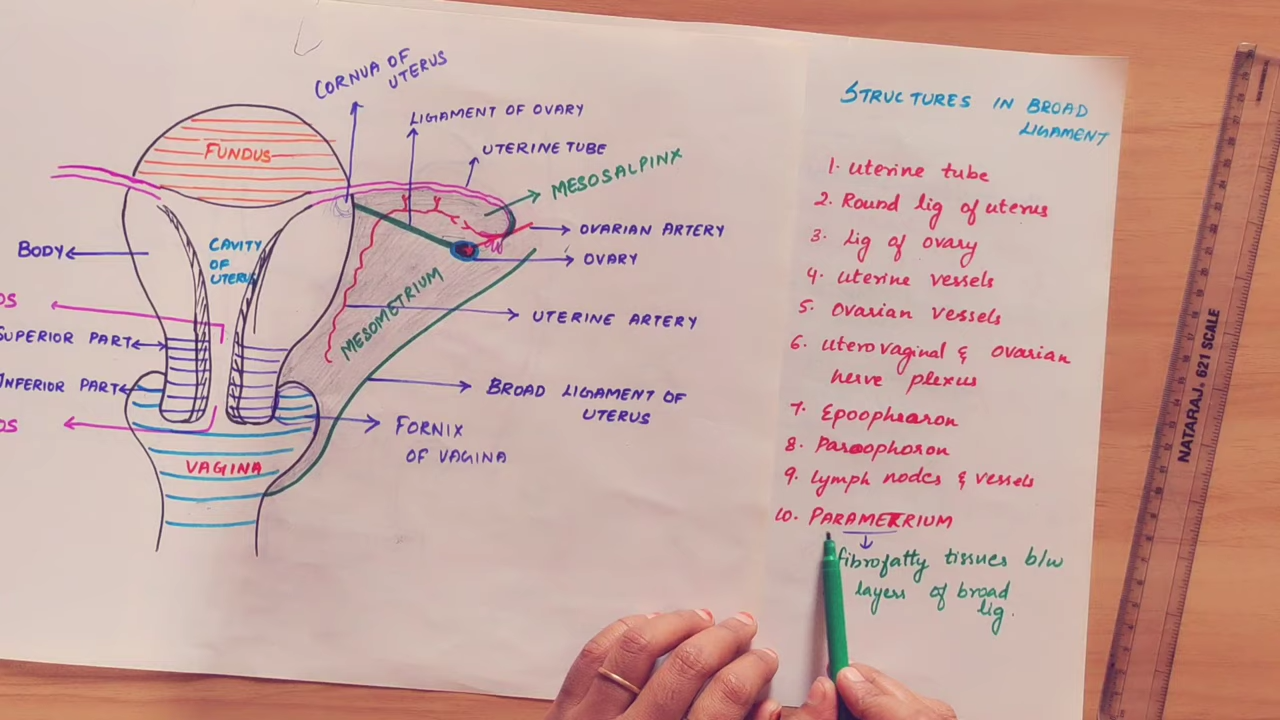 CORNUA OF
UTERUS
LIGAMENT OF OVARY
UTERINE TUBE
MESOSALPINX
FUNDUS
OVARIAN ARTERY
OVARY
BODY
CAVITY
OF
UTERUS
MESOMETRIUM
UTERINE ARTERY
OS
SUPERIOR PART
INFERIOR PART
OS
BROAD LIGAMENT OF
UTERUS
FORNIX
OF VAGINA
VAGINA
STRUCTURES IN BROAD
LIGAMENT
1. Uterine tube
2. Round lig of uterus
3. lig of ovary
4. uterine vessels
5. Ovarian vessels
6. uterovaginal & ovarian
nerve plexus
7. Epoophearon
8. Paroophoron
9. Lymph nodes & vessels
10. PARAMETRIUM
fibrofatty tissues b/w
layers of broad
lig.
NATARAJ® 621 SCALE